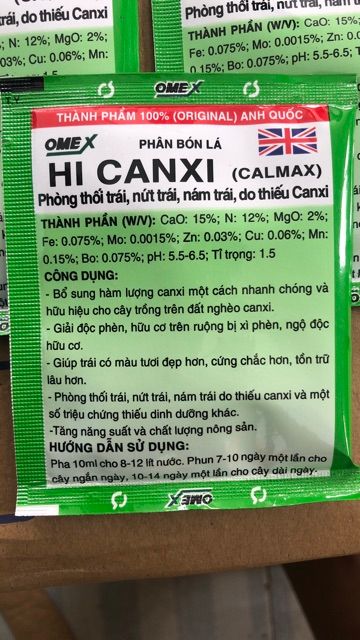 Phòng thối trái, nứt trái, nám trái,
N: 12%; MgO: 2%;
THÀNH PHẦN (W/V): CaO: 15%;
0.03%; Cu: 0.06%; Mn:
Fe: 0.075%; Mo: 0.0015%; Zn: 0.
trái, do thiếu Canxi
0.15%; Bo: 0.075%; pH: 5.5-6.5; Tỉ
THÀNH PHẨM 100% (ORIGINAL) ANH QUỐC
OMEX PHÂN BÓN LÁ
HI CANXI (CALMAX)
Phòng thối trái, nứt trái, nám trái, do thiếu Canxi
THÀNH PHẦN (W/V): CaO: 15%; N: 12%; MgO: 2%;
Fe: 0.075%; Mo: 0.0015%; Zn: 0.03%; Cu: 0.06%; Mn:
0.15%; Bo: 0.075%; pH: 5.5-6.5; Tỉ trọng: 1.5
CÔNG DỤNG:
- Bổ sung hàm lượng canxi một cách nhanh chóng và
hữu hiệu cho cây trồng trên đất nghèo canxi.
- Giải độc phèn, hữu cơ trên ruộng bị xì phèn, ngộ độc
hữu cơ.
- Giúp trái có màu tươi đẹp hơn, cứng chắc hơn, tồn trữ
lâu hơn.
- Phòng thối trái, nứt trái, nám trái do thiếu canxi và một
số triệu chứng thiếu dinh dưỡng khác.
-Tăng năng suất và chất lượng nông sản.
HƯỚNG DẪN SỬ DỤNG:
Pha 10ml cho 8-12 lít nước. Phun 7-10 ngày một lần cho
cây ngắn ngày, 10-14 ngày một lần cho cây dài ngày.
OMEX